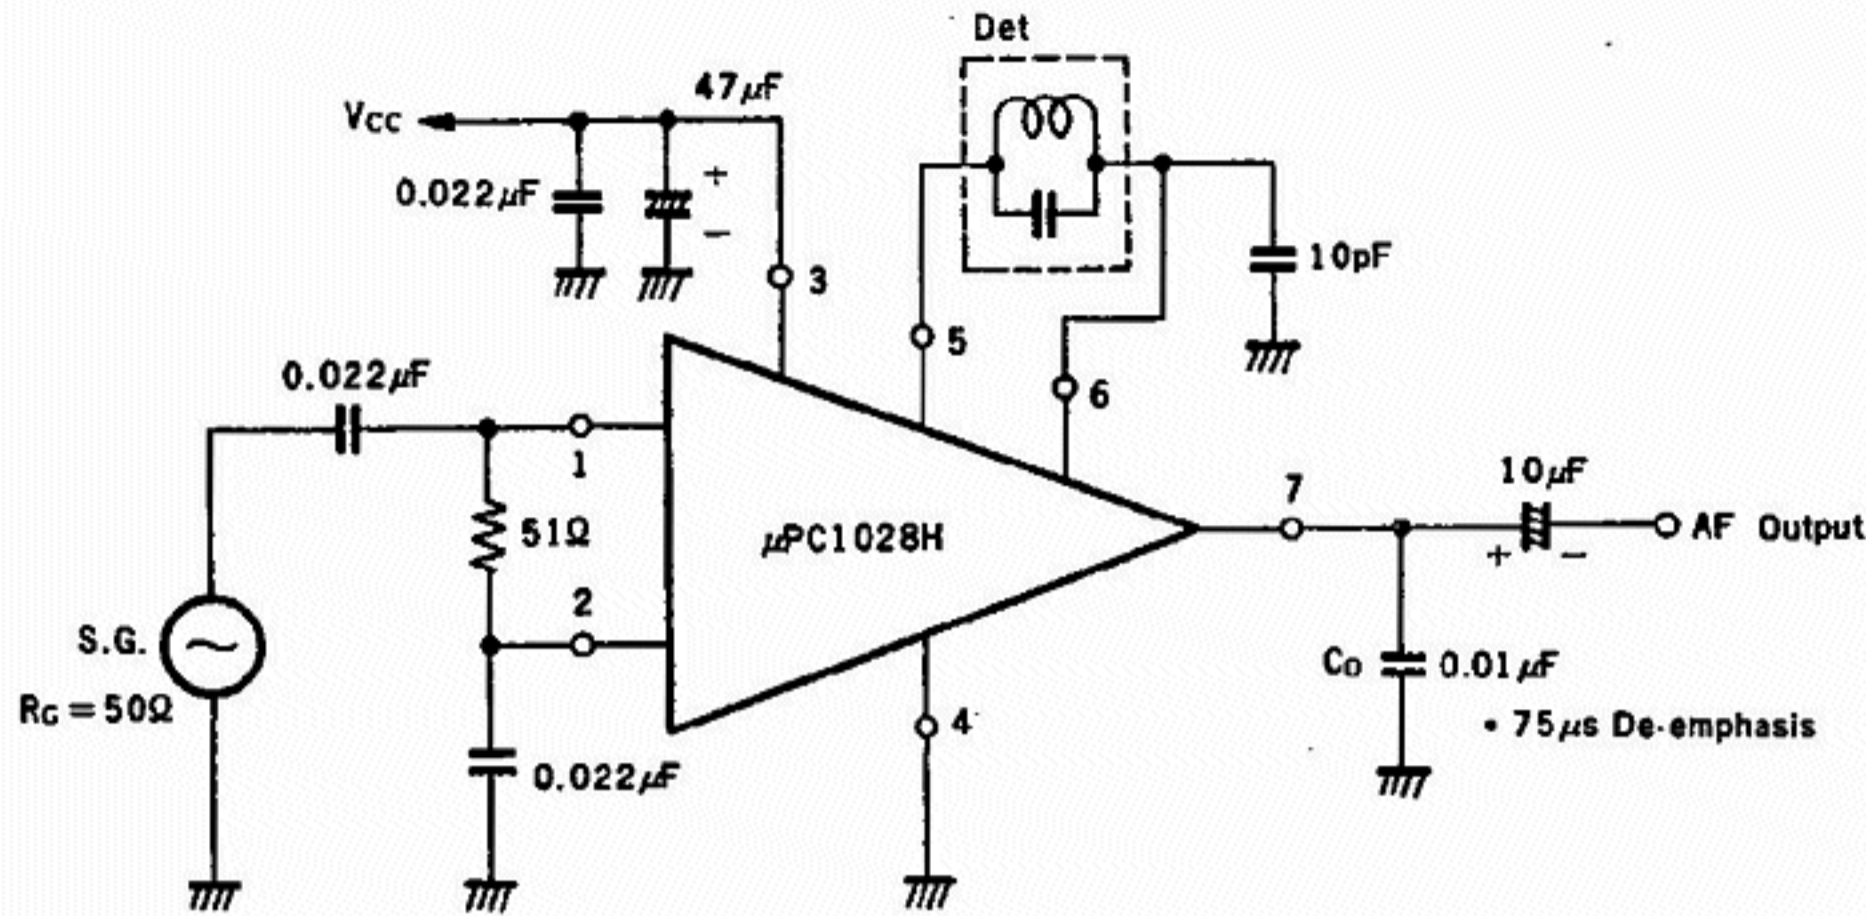 Det
47μF
Vcc
0.022μF
+
−
3
10pF
5
6
0.022μF
1
51Ω
μPC1028H
2
7
10μF
+
−
AF Output
S.G.
RG=50Ω
Co
0.01μF
• 75μs De-emphasis
4
0.022μF